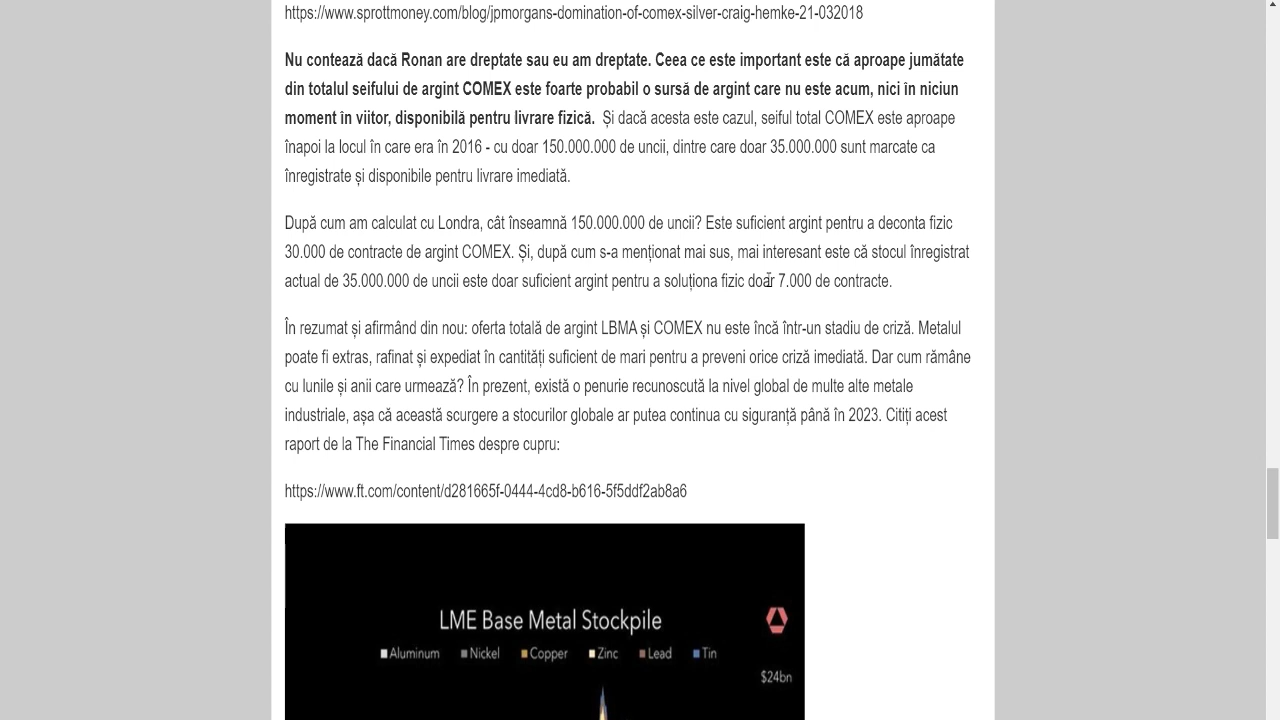 https://www.sprottmoney.com/blog/jpmorgans-domination-of-comex-silver-craig-hemke-21-032018
Nu contează dacă Ronan are dreptate sau eu am dreptate. Ceea ce este important este că aproape jumătate
din totalul seifului de argint COMEX este foarte probabil o sursă de argint care nu este acum, nici în niciun
moment în viitor, disponibilă pentru livrare fizică. Și dacă acesta este cazul, seiful total COMEX este aproape
înapoi la locul în care era în 2016 - cu doar 150.000.000 de uncii, dintre care doar 35.000.000 sunt marcate ca
înregistrate și disponibile pentru livrare imediată.
După cum am calculat cu Londra, cât înseamnă 150.000.000 de uncii? Este suficient argint pentru a deconta fizic
30.000 de contracte de argint COMEX. Și, după cum s-a menționat mai sus, mai interesant este că stocul înregistrat
actual de 35.000.000 de uncii este doar suficient argint pentru a soluționa fizic doar 7.000 de contracte.
În rezumat și afirmând din nou: oferta totală de argint LBMA și COMEX nu este încă într-un stadiu de criză. Metalul
poate fi extras, rafinat și expediat în cantități suficient de mari pentru a preveni orice criză imediată. Dar cum rămâne
cu lunile și anii care urmează? În prezent, există o penurie recunoscută la nivel global de multe alte metale
industriale, așa că această scurgere a stocurilor globale ar putea continua cu siguranță până în 2023. Citiți acest
raport de la The Financial Times despre cupru:
https://www.ft.com/content/d281665f-0444-4cd8-b616-5f5ddf2ab8a6
LME Base Metal Stockpile
Aluminum Nickel Copper Zinc Lead Tin
$24bn